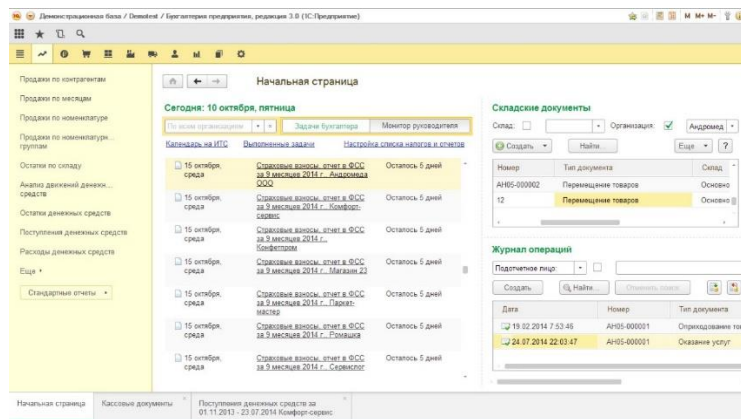 Демонстрационная база / Demotest / Бухгалтерия предприятия, редакция 3.0 (1С:Предприятие)
M M+ M-
Продажи по контрагентам
Продажи по месяцам
Продажи по номенклатуре
Продажи по номенклатурн...
группам
Остатки по складу
Анализ движений денежн...
средств
Остатки денежных средств
Поступления денежных средств
Расходы денежных средств
Еще
Стандартные отчеты
Начальная страница
Сегодня: 10 октября, пятница
По всем организациям
Задачи бухгалтера
Монитор руководителя
Календарь на ИТС
Выполненные задачи
Настройка списка налогов и отчетов
15 октября, среда
Страховые взносы, отчет в ФСС
за 9 месяцев 2014 г., Андромеда
ООО
Осталось 5 дней
15 октября, среда
Страховые взносы, отчет в ФСС
за 9 месяцев 2014 г., Комфорт-
сервис
Осталось 5 дней
15 октября, среда
Страховые взносы, отчет в ФСС
за 9 месяцев 2014 г.,
Конфетпром
Осталось 5 дней
15 октября, среда
Страховые взносы, отчет в ФСС
за 9 месяцев 2014 г., Магазин 23
Осталось 5 дней
15 октября, среда
Страховые взносы, отчет в ФСС
за 9 месяцев 2014 г., Паркет-
мастер
Осталось 5 дней
15 октября, среда
Страховые взносы, отчет в ФСС
за 9 месяцев 2014 г., Ромашка
Осталось 5 дней
15 октября, среда
Страховые взносы, отчет в ФСС
за 9 месяцев 2014 г., Сервислог
Осталось 5 дней
Складские документы
Склад:
Организация:
Андромед
Создать
Найти...
Еще
?
Номер
Тип документа
Склад
АН05-000002
Перемещение товаров
Основно
12
Перемещение товаров
Основно
Журнал операций
Подотчетное лицо:
Создать
Найти...
Отменить поиск
Дата
Номер
Тип документа
19.02.2014 7:53:46
АН05-000001
Оприходование то
24.07.2014 22:03:47
АН05-000001
Оказание услуг
Начальная страница
Кассовые документы
Поступления денежных средств за
01.11.2013 - 23.07.2014 Комфорт-сервис